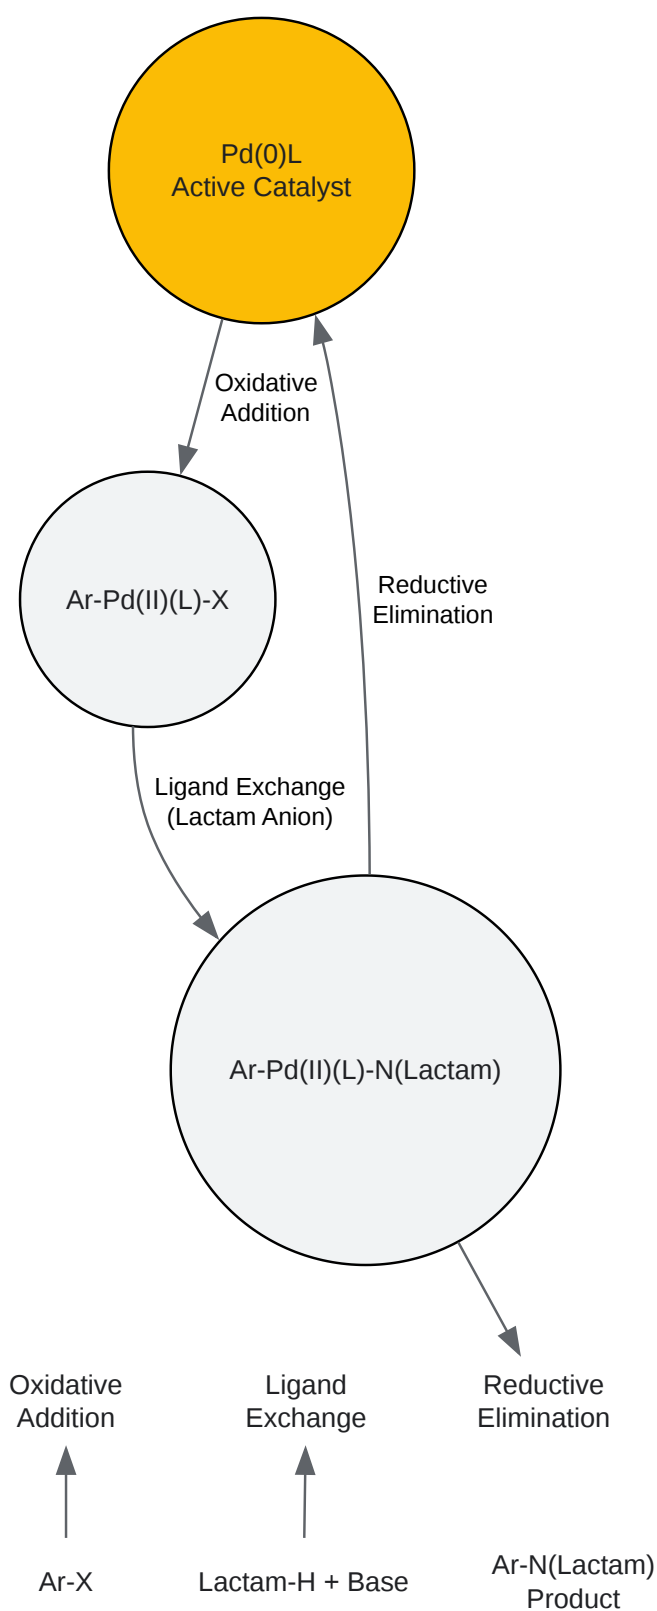 Pd(0)L
Active Catalyst
Oxidative
Addition
Ar-Pd(II)(L)-X
Reductive
Elimination
Ligand Exchange
(Lactam Anion)
Ar-Pd(II)(L)-N(Lactam)
Oxidative
Addition
Ligand
Exchange
Reductive
Elimination
Ar-X
Lactam-H + Base
Ar-N(Lactam)
Product